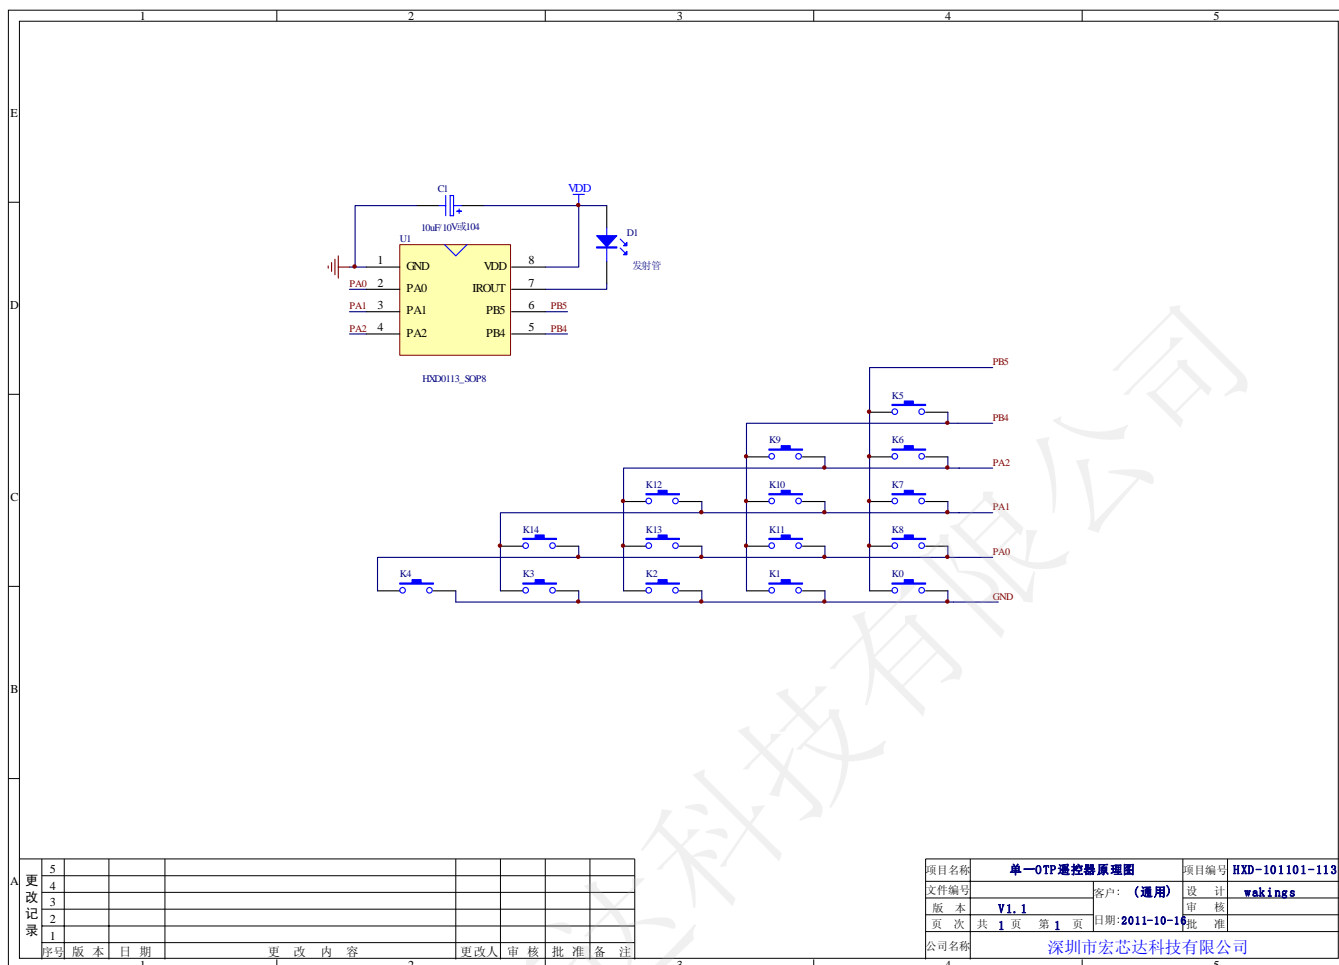 1 2 3 4 5
E
D
C
B
A
C1
VDD
10uF/10V或104
D1
发射管
U1
1 GND VDD 8
PA0 2 PA0 IROUT 7
PA1 3 PA1 PB5 6 PB5
PA2 4 PA2 PB4 5 PB4
HXD0113_SOP8
PB5
K5
PB4
K9 K6
PA2
K12 K10 K7
PA1
K14 K13 K11 K8
PA0
K4 K3 K2 K1 K0
GND
达科技有限公司
更改记录
5
4
3
2
1
序号 版本 日期 更改内容 更改人 审核 批准 备注
项目名称 单一OTP遥控器原理图 项目编号 HXD-101101-113
文件编号 客户: (通用) 设计 wakings
版本 V1.1 审核
页次 共 1 页 第 1 页 日期: 2011-10-16 批准
公司名称 深圳市宏芯达科技有限公司
1 2 3 4 5